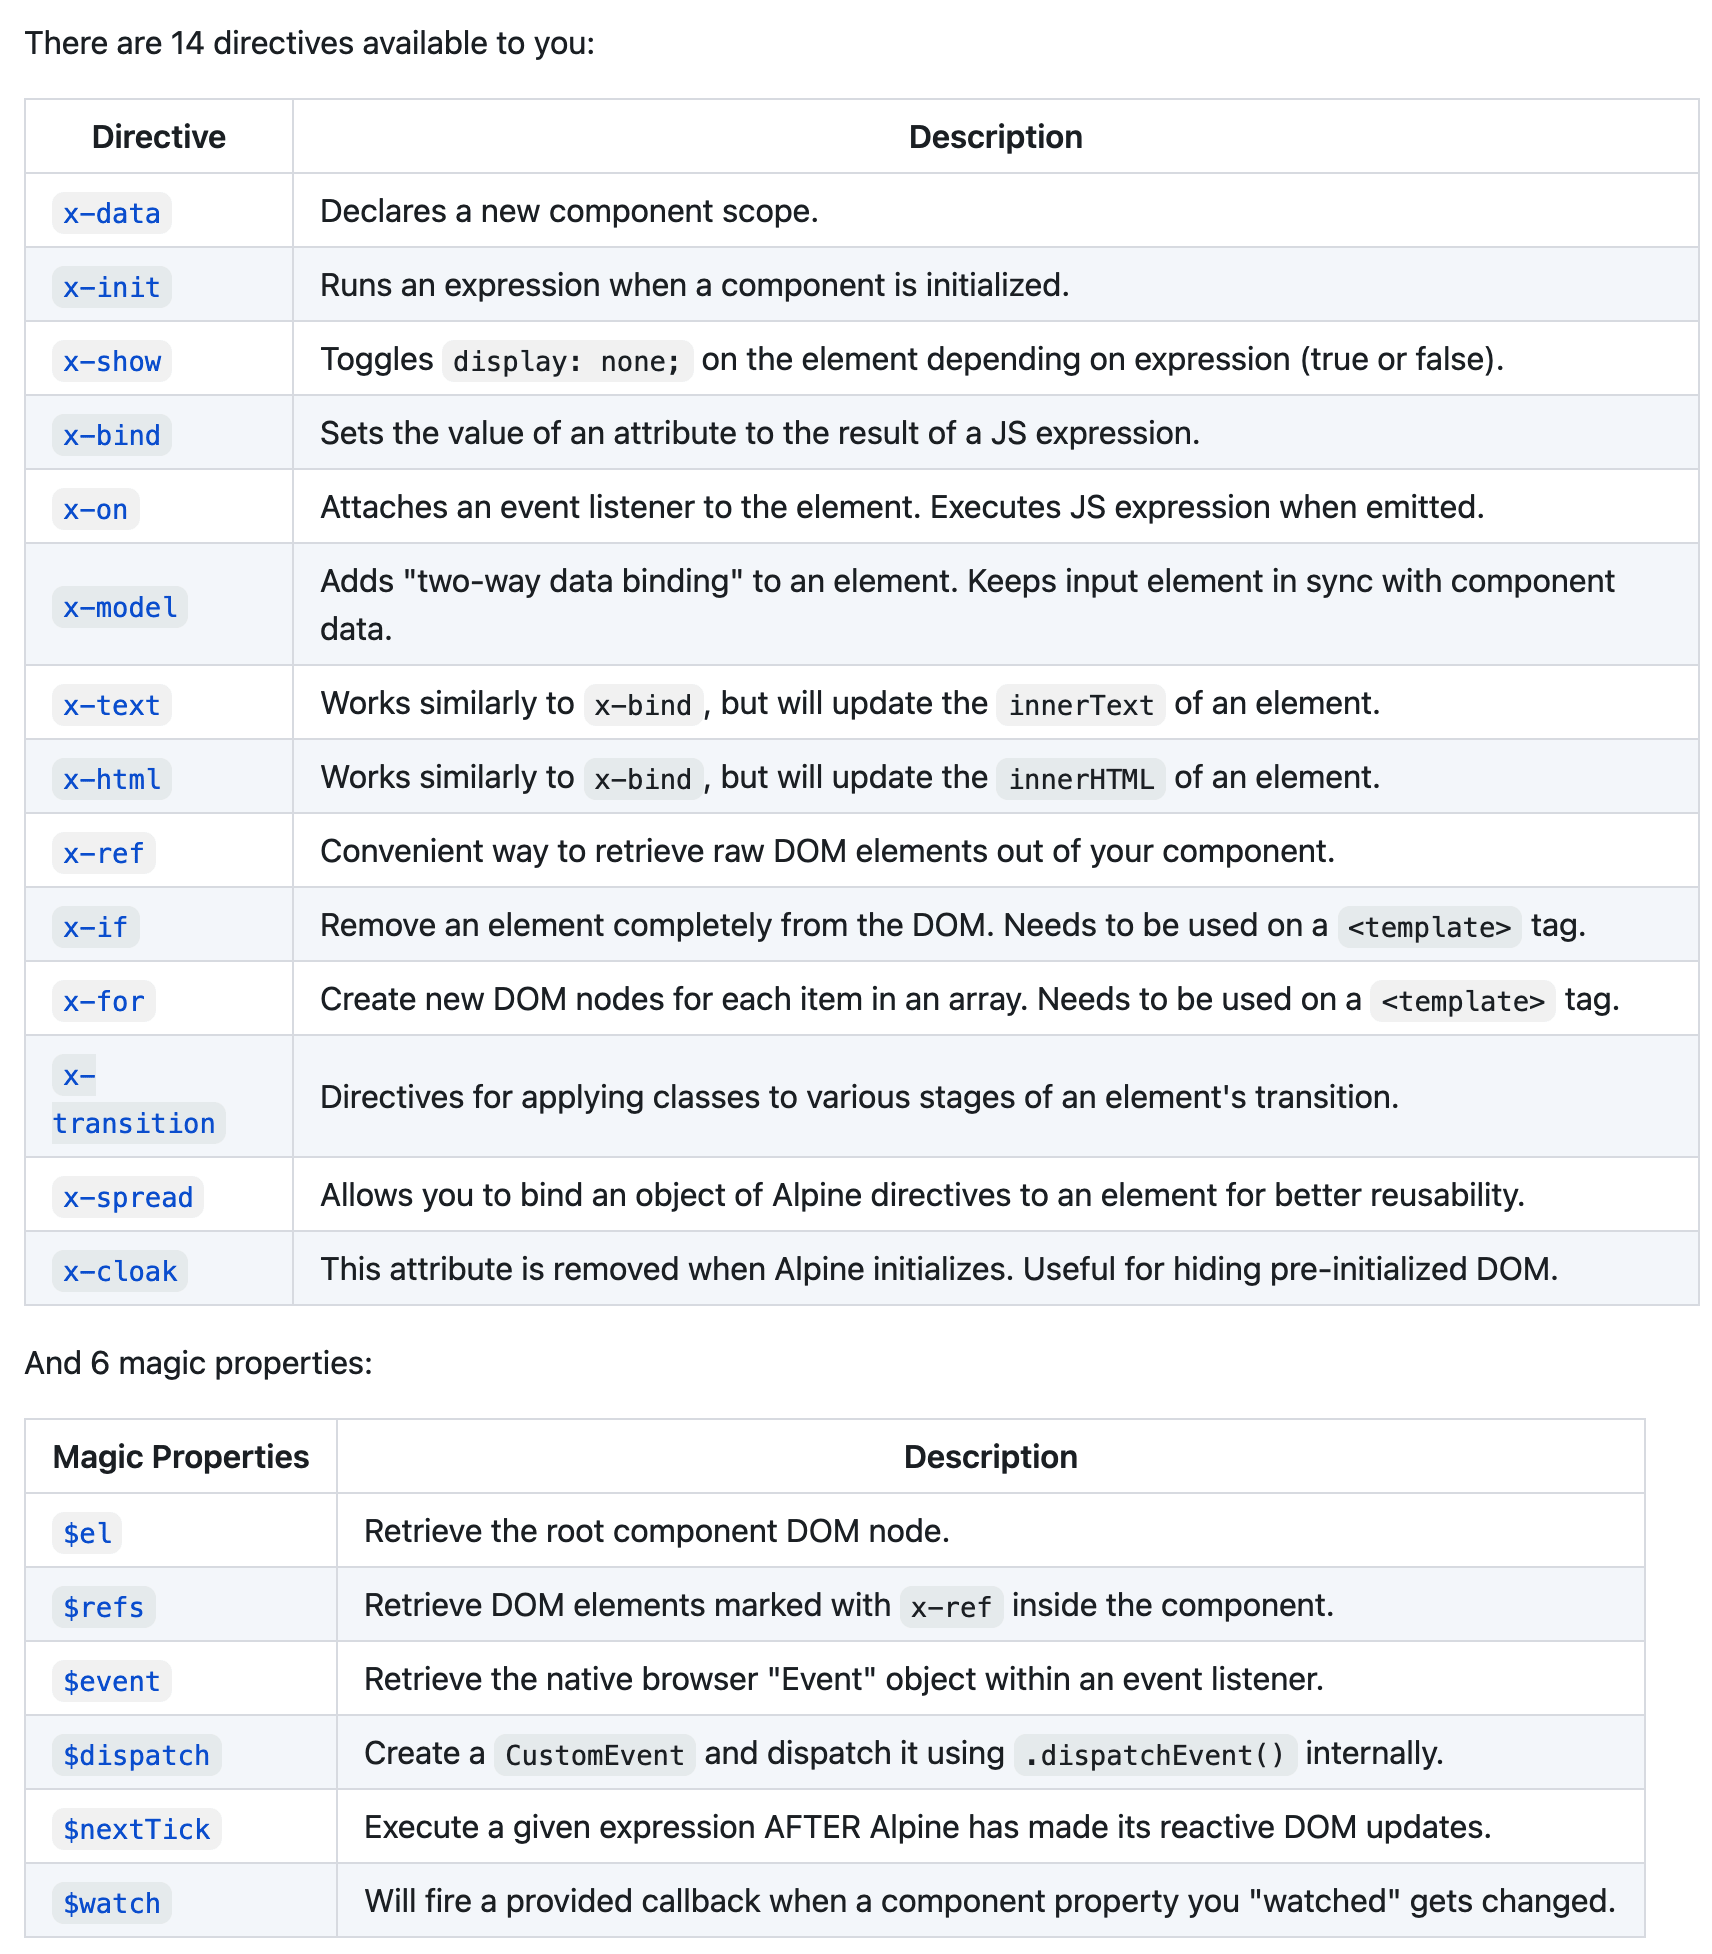 There are 14 directives available to you:
Directive Description
x-data Declares a new component scope.
x-init Runs an expression when a component is initialized.
x-show Toggles display: none; on the element depending on expression (true or false).
x-bind Sets the value of an attribute to the result of a JS expression.
x-on Attaches an event listener to the element. Executes JS expression when emitted.
x-model Adds "two-way data binding" to an element. Keeps input element in sync with component
data.
x-text Works similarly to x-bind, but will update the innerText of an element.
x-html Works similarly to x-bind, but will update the innerHTML of an element.
x-ref Convenient way to retrieve raw DOM elements out of your component.
x-if Remove an element completely from the DOM. Needs to be used on a <template> tag.
x-for Create new DOM nodes for each item in an array. Needs to be used on a <template> tag.
x-
transition Directives for applying classes to various stages of an element's transition.
x-spread Allows you to bind an object of Alpine directives to an element for better reusability.
x-cloak This attribute is removed when Alpine initializes. Useful for hiding pre-initialized DOM.
And 6 magic properties:
Magic Properties Description
$el Retrieve the root component DOM node.
$refs Retrieve DOM elements marked with x-ref inside the component.
$event Retrieve the native browser "Event" object within an event listener.
$dispatch Create a CustomEvent and dispatch it using .dispatchEvent() internally.
$nextTick Execute a given expression AFTER Alpine has made its reactive DOM updates.
$watch Will fire a provided callback when a component property you "watched" gets changed.